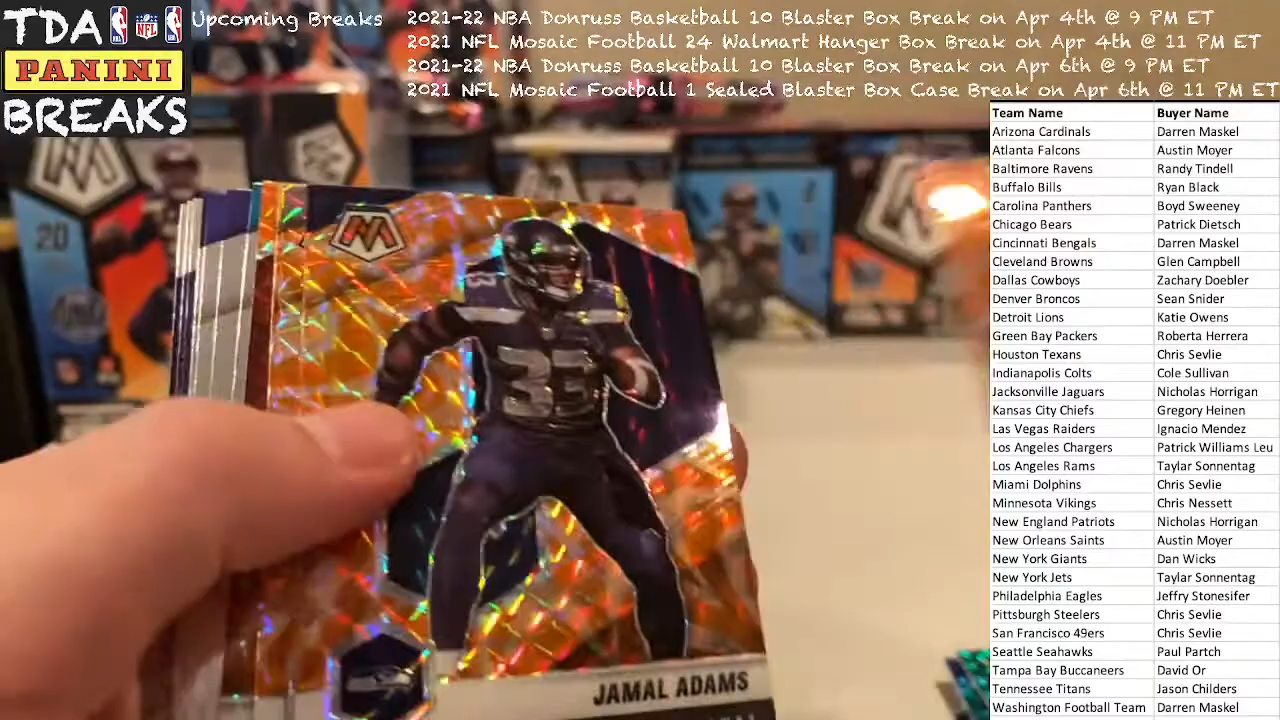 TDA
PANINI
BREAKS
Upcoming Breaks
2021-22 NBA Donruss Basketball 10 Blaster Box Break on Apr 4th @ 9 PM ET
2021 NFL Mosaic Football 24 Walmart Hanger Box Break on Apr 4th @ 11 PM ET
2021-22 NBA Donruss Basketball 10 Blaster Box Break on Apr 6th @ 9 PM ET
2021 NFL Mosaic Football 1 Sealed Blaster Box Case Break on Apr 6th @ 11 PM ET
Team Name Buyer Name
Arizona Cardinals Darren Maskel
Atlanta Falcons Austin Moyer
Baltimore Ravens Randy Tindell
Buffalo Bills Ryan Black
Carolina Panthers Boyd Sweeney
Chicago Bears Patrick Dietsch
Cincinnati Bengals Darren Maskel
Cleveland Browns Glen Campbell
Dallas Cowboys Zachary Doebler
Denver Broncos Sean Snider
Detroit Lions Katie Owens
Green Bay Packers Roberta Herrera
Houston Texans Chris Sevlie
Indianapolis Colts Cole Sullivan
Jacksonville Jaguars Nicholas Horrigan
Kansas City Chiefs Gregory Heinen
Las Vegas Raiders Ignacio Mendez
Los Angeles Chargers Patrick Williams Leu
Los Angeles Rams Taylar Sonnentag
Miami Dolphins Chris Sevlie
Minnesota Vikings Chris Nessett
New England Patriots Nicholas Horrigan
New Orleans Saints Austin Moyer
New York Giants Dan Wicks
New York Jets Taylar Sonnentag
Philadelphia Eagles Jeffry Stonesifer
Pittsburgh Steelers Chris Sevlie
San Francisco 49ers Chris Sevlie
Seattle Seahawks Paul Partch
Tampa Bay Buccaneers David Or
Tennessee Titans Jason Childers
Washington Football Team Darren Maskel
20
M
33
33
JAMAL ADAMS